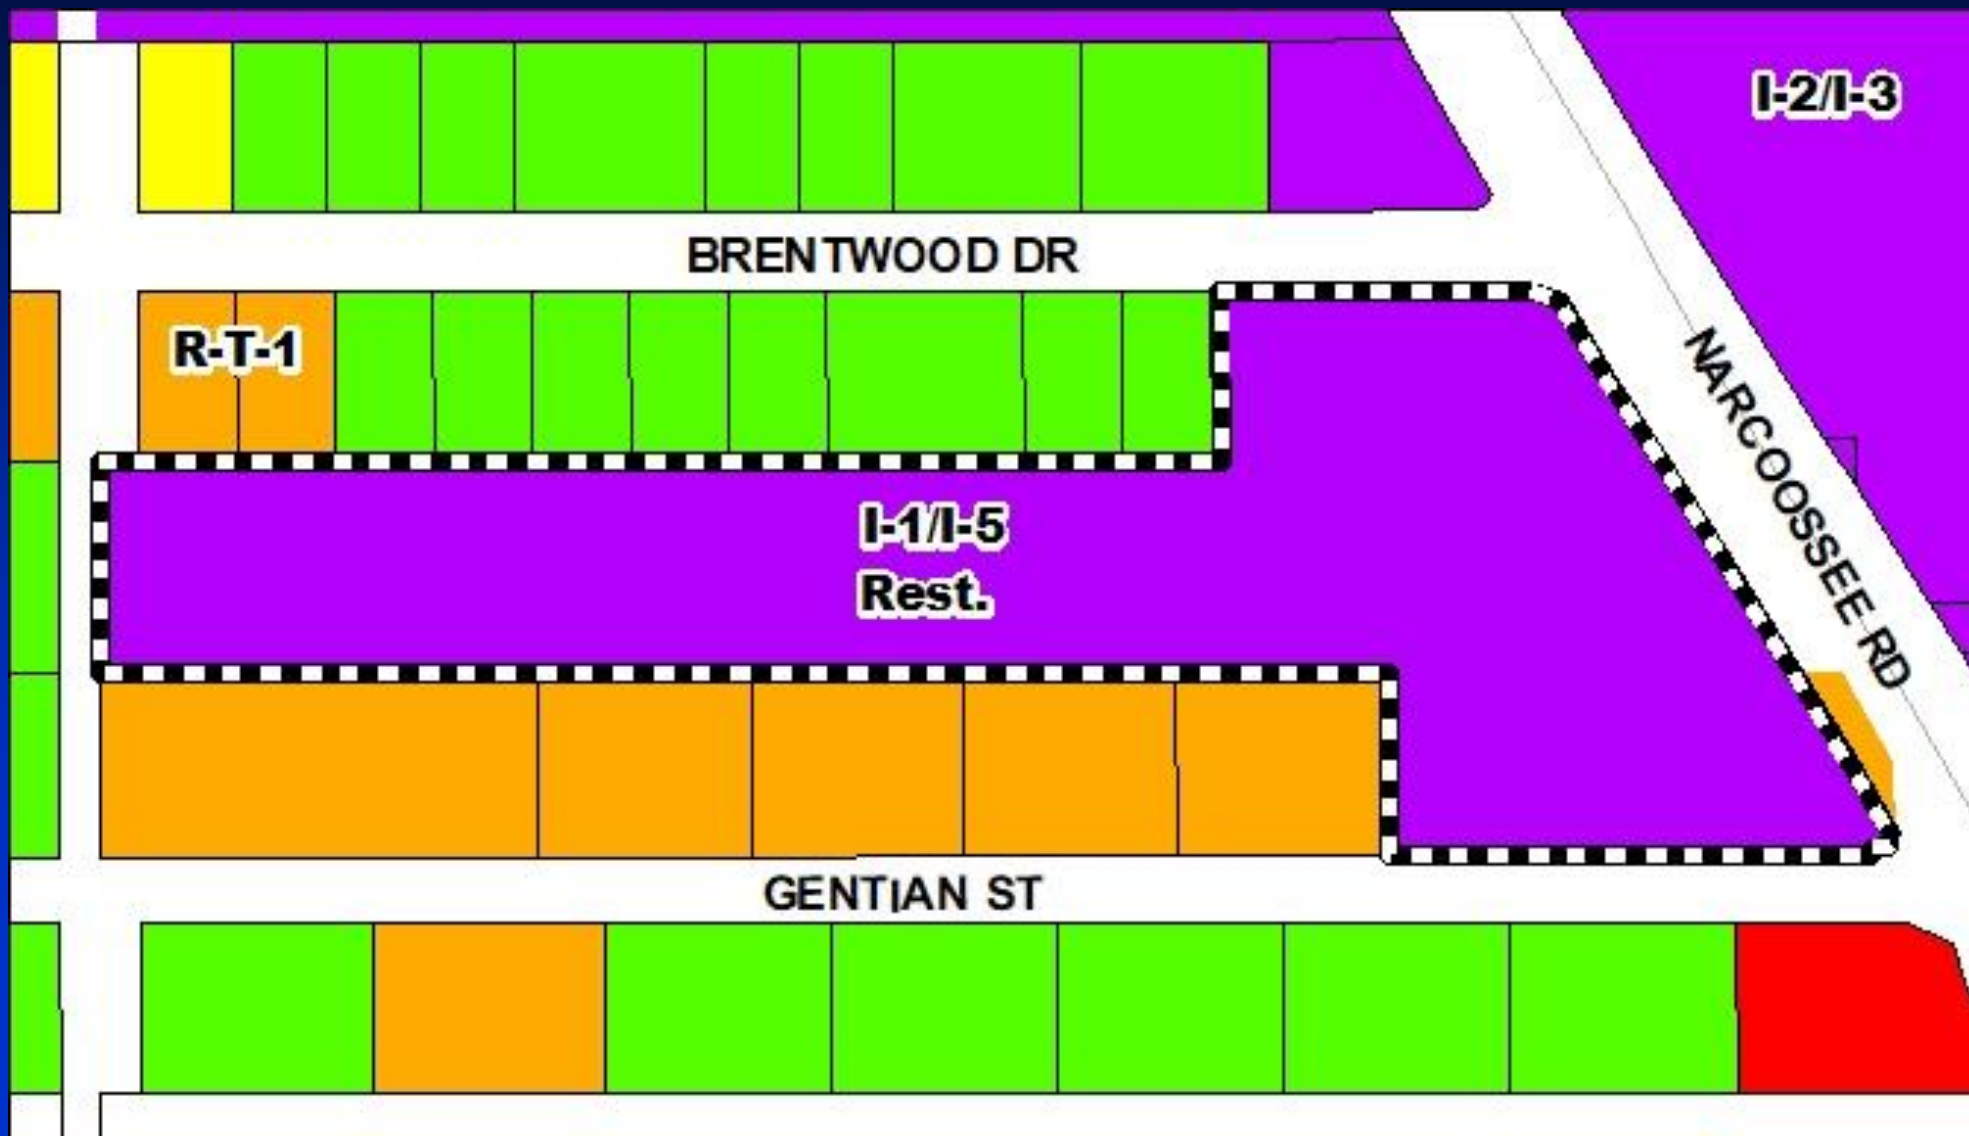 I-2/I-3
BRENTWOOD DR
R-T-1
NARCOOSSEE RD
I-1/I-5
Rest.
GENTIAN ST